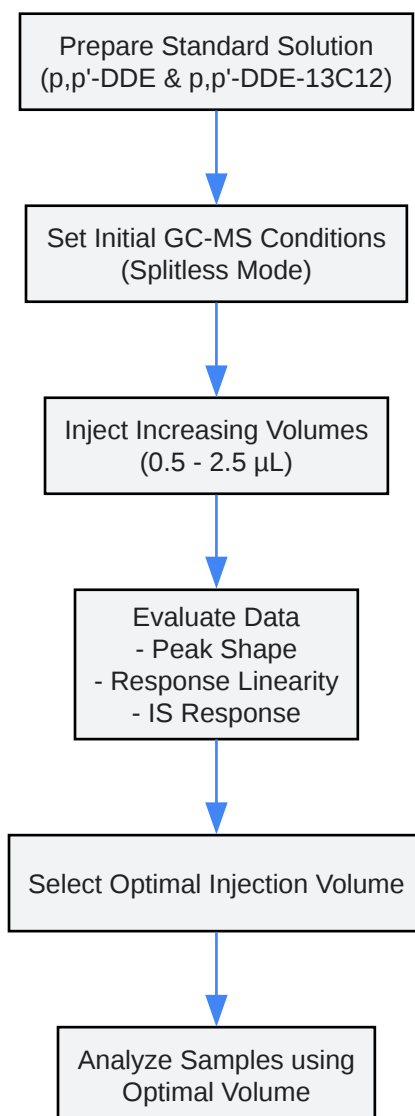 Prepare Standard Solution
(p,p'-DDE & p,p'-DDE-13C12)
Set Initial GC-MS Conditions
(Splitless Mode)
Inject Increasing Volumes
(0.5 - 2.5 µL)
Evaluate Data
- Peak Shape
- Response Linearity
- IS Response
Select Optimal Injection Volume
Analyze Samples using
Optimal Volume